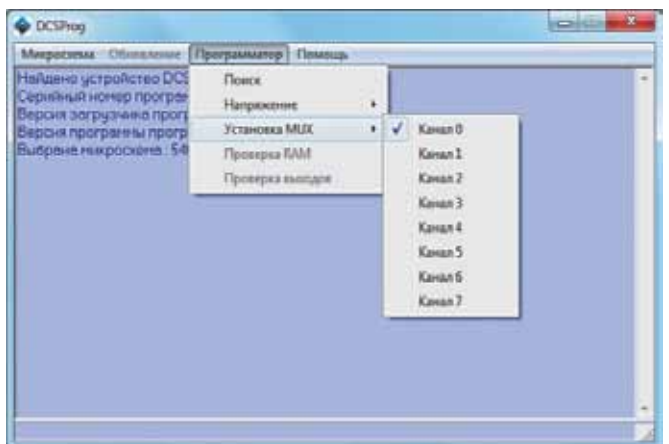 DCSProg
Микросхема Обновление Программатор Помощь
Найдено устройство DCS
Серийный номер програм
Версия загрузчика прогр
Версия программы прогр
Выбрана микросхема: 54
Поиск
Напряжение
Установка MUX
Проверка RAM
Проверка выходов
Канал 0
Канал 1
Канал 2
Канал 3
Канал 4
Канал 5
Канал 6
Канал 7